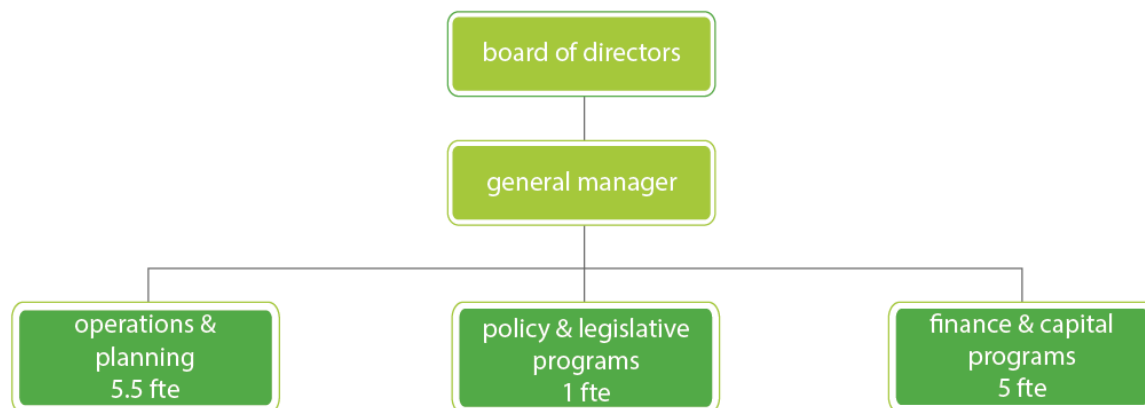 board of directors
general manager
operations &
planning
5.5 fte
policy & legislative
programs
1 fte
finance & capital
programs
5 fte